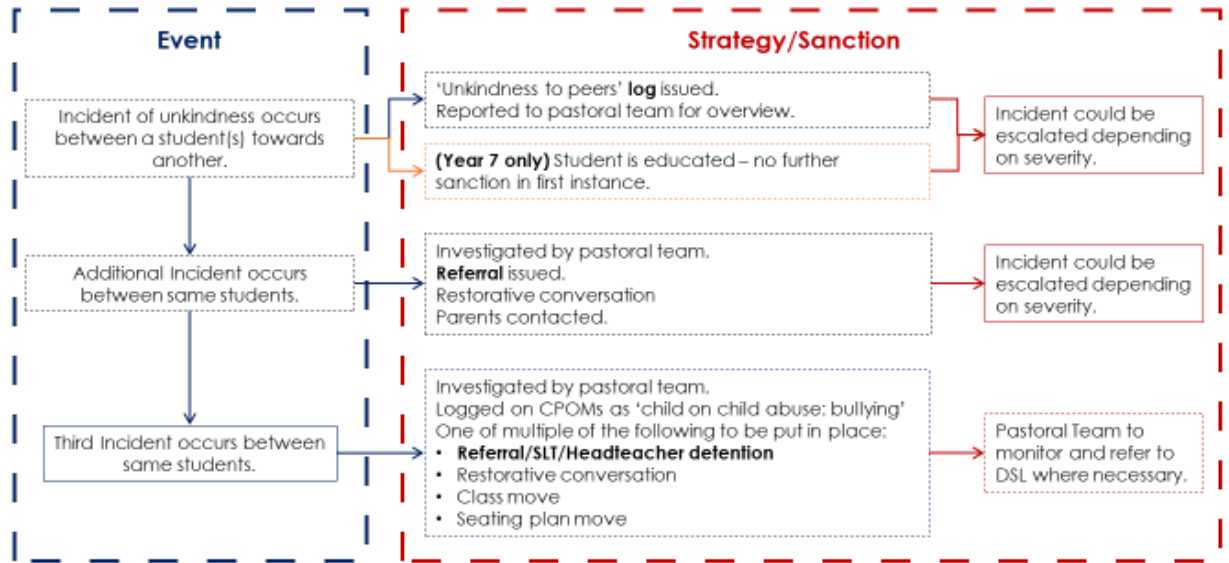 Event
Strategy/Sanction
Incident of unkindness occurs
between a student(s) towards
another.
‘Unkindness to peers’ log issued.
Reported to pastoral team for overview.
(Year 7 only) Student is educated – no further
sanction in first instance.
Incident could be
escalated depending
on severity.
Additional Incident occurs
between same students.
Investigated by pastoral team.
Referral issued.
Restorative conversation
Parents contacted.
Incident could be
escalated depending
on severity.
Third Incident occurs between
same students.
Investigated by pastoral team.
Logged on CPOMs as ‘child on child abuse: bullying’
One of multiple of the following to be put in place:
• Referral/SLT/Headteacher detention
• Restorative conversation
• Class move
• Seating plan move
Pastoral Team to
monitor and refer to
DSL where necessary.